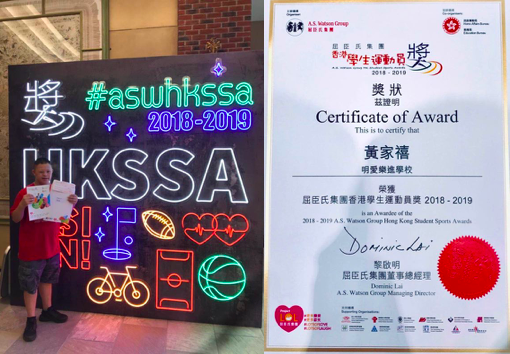 獎
#aswhkssa
2018-2019
HKSSA
IN!
A.S. Watson Group
屈臣氏集團
屈臣氏集團
香港學生運動員獎
2018 - 2019
獎狀
茲證明
Certificate of Award
This is to certify that
黃家禧
明愛樂進學校
榮獲
屈臣氏集團香港學生運動員獎 2018 - 2019
is an Awardee of the
2018 - 2019 A.S. Watson Group Hong Kong Student Sports Awards
Dominic Lai
黎啟明
屈臣氏集團董事總經理
Dominic Lai
A.S. Watson Group Managing Director